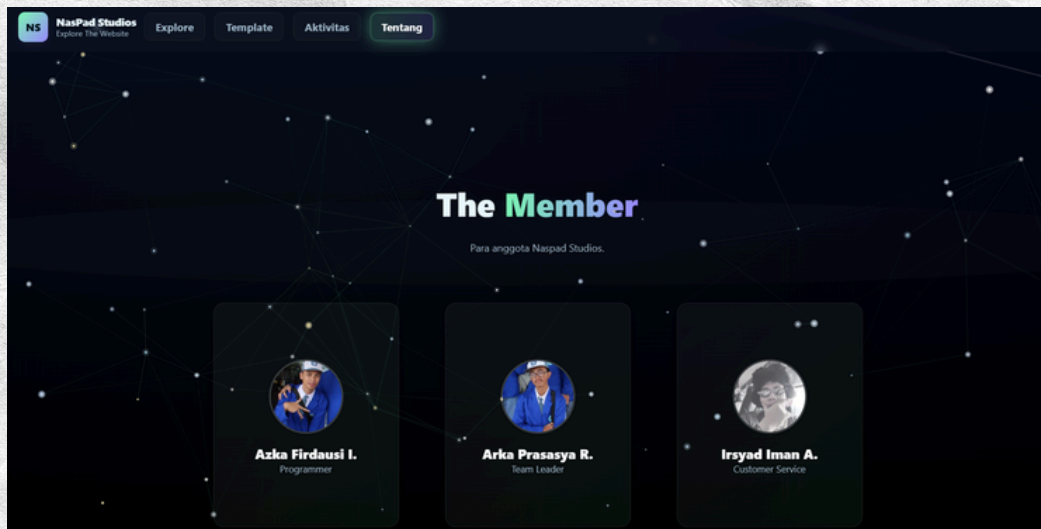 NS
NasPad Studios
Explore The Website
Explore
Template
Aktivitas
Tentang
The Member
Para anggota Naspad Studios.
Azka Firdausi I.
Programmer
Arka Prasasya R.
Team Leader
Irsyad Iman A.
Customer Service